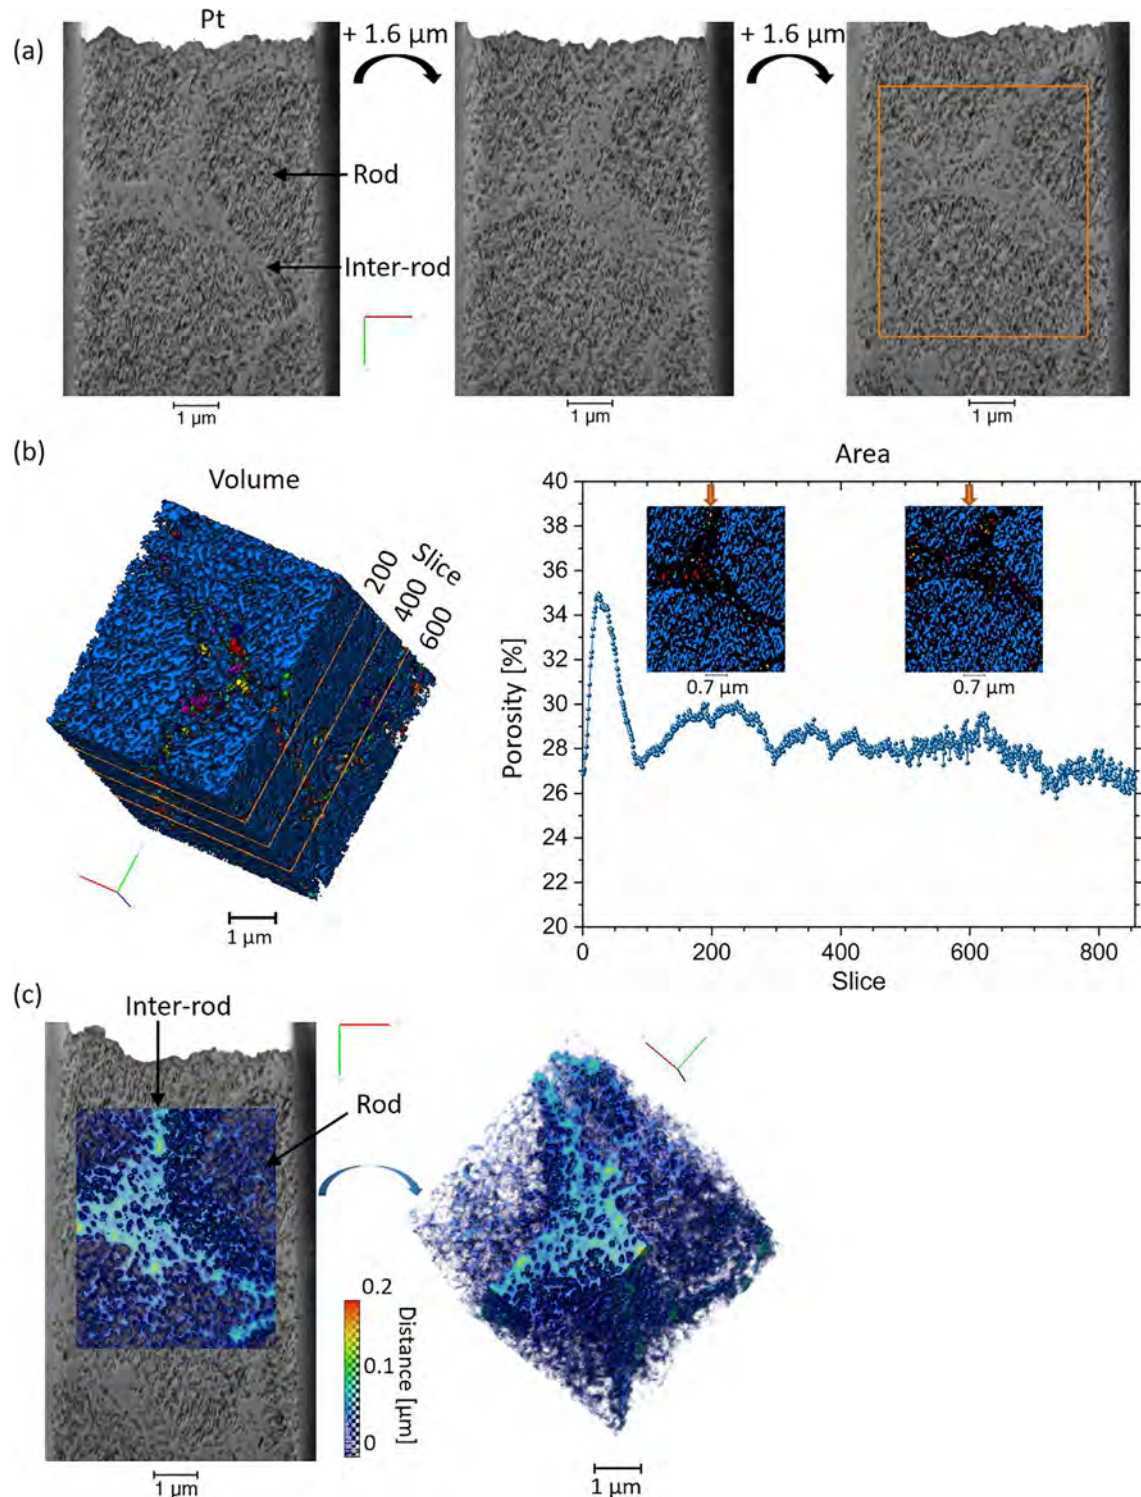 Pt
(a)
+ 1.6 µm
+ 1.6 µm
Rod
Inter-rod
1 µm
1 µm
1 µm
(b)
Volume
Slice
200
400
600
1 µm
Area
40
38
36
34
32
30
28
26
24
22
20
Porosity [%]
0.7 µm
0.7 µm
0
200
400
600
800
Slice
(c)
Inter-rod
Rod
0.2
0.1
0
Distance [µm]
1 µm
1 µm